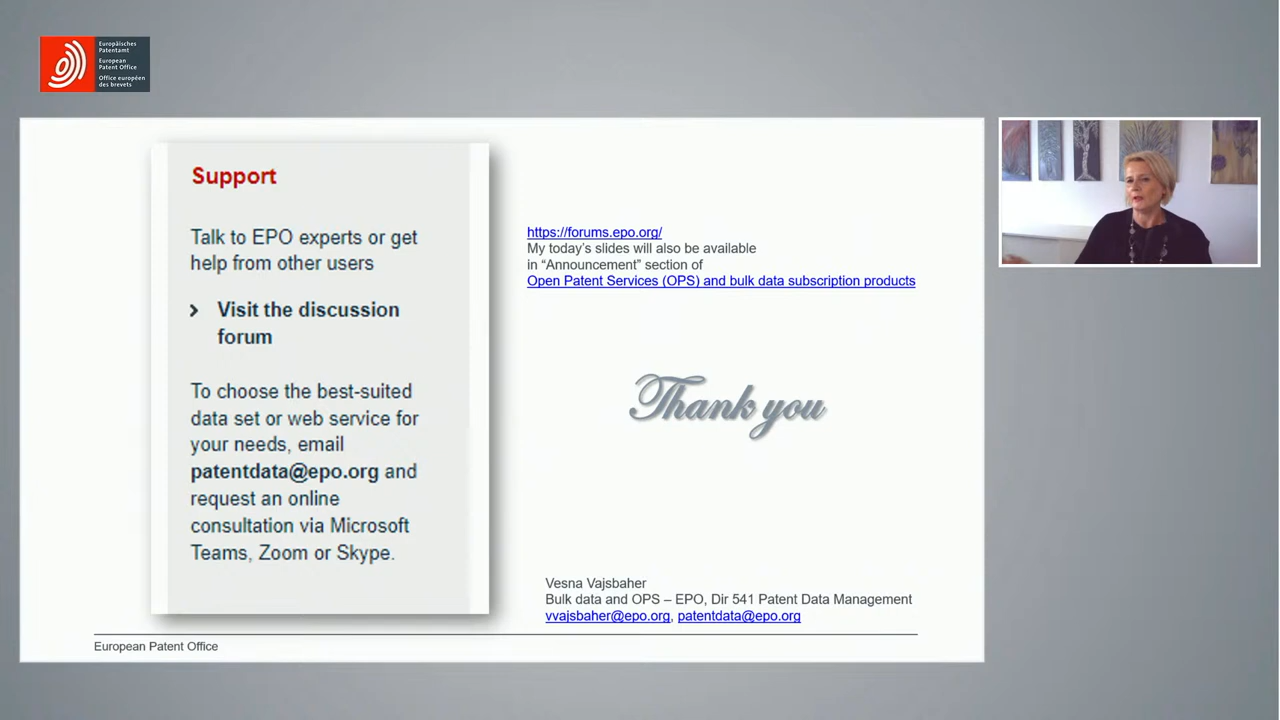 Europäisches
Patentamt
European
Patent Office
Office européen
des brevets
Support
Talk to EPO experts or get
help from other users
Visit the discussion
forum
To choose the best-suited
data set or web service for
your needs, email
patentdata@epo.org and
request an online
consultation via Microsoft
Teams, Zoom or Skype.
https://forums.epo.org/
My today's slides will also be available
in “Announcement” section of
Open Patent Services (OPS) and bulk data subscription products
Thank you
Vesna Vajsbaher
Bulk data and OPS – EPO, Dir 541 Patent Data Management
vvajsbaher@epo.org, patentdata@epo.org
European Patent Office